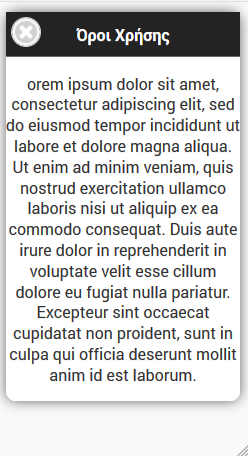 Όροι Χρήσης
orem ipsum dolor sit amet,
consectetur adipiscing elit, sed
do eiusmod tempor incididunt ut
labore et dolore magna aliqua.
Ut enim ad minim veniam, quis
nostrud exercitation ullamco
laboris nisi ut aliquip ex ea
commodo consequat. Duis aute
irure dolor in reprehenderit in
voluptate velit esse cillum
dolore eu fugiat nulla pariatur.
Excepteur sint occaecat
cupidatat non proident, sunt in
culpa qui officia deserunt mollit
anim id est laborum.